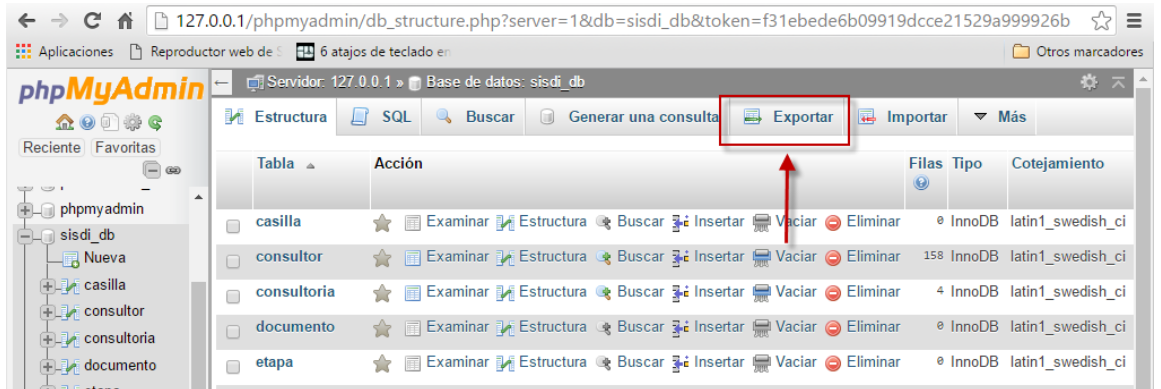 127.0.0.1/phpmyadmin/db_structure.php?server=1&db=sisdi_db&token=f31ebede6b09919dcce21529a999926b
Aplicaciones Reproductor web de S 6 atajos de teclado en Otros marcadores
phpMyAdmin
Reciente Favoritas
phpmyadmin
sisdi_db
Nueva
casilla
consultor
consultoria
documento
Servidor: 127.0.0.1 » Base de datos: sisdi_db
Estructura SQL Buscar Generar una consulta Exportar Importar Más
Tabla Acción Filas Tipo Cotejamiento
casilla Examinar Estructura Buscar Insertar Vaciar Eliminar 0 InnoDB latin1_swedish_ci
consultor Examinar Estructura Buscar Insertar Vaciar Eliminar 158 InnoDB latin1_swedish_ci
consultoria Examinar Estructura Buscar Insertar Vaciar Eliminar 4 InnoDB latin1_swedish_ci
documento Examinar Estructura Buscar Insertar Vaciar Eliminar 0 InnoDB latin1_swedish_ci
etapa Examinar Estructura Buscar Insertar Vaciar Eliminar 0 InnoDB latin1_swedish_ci